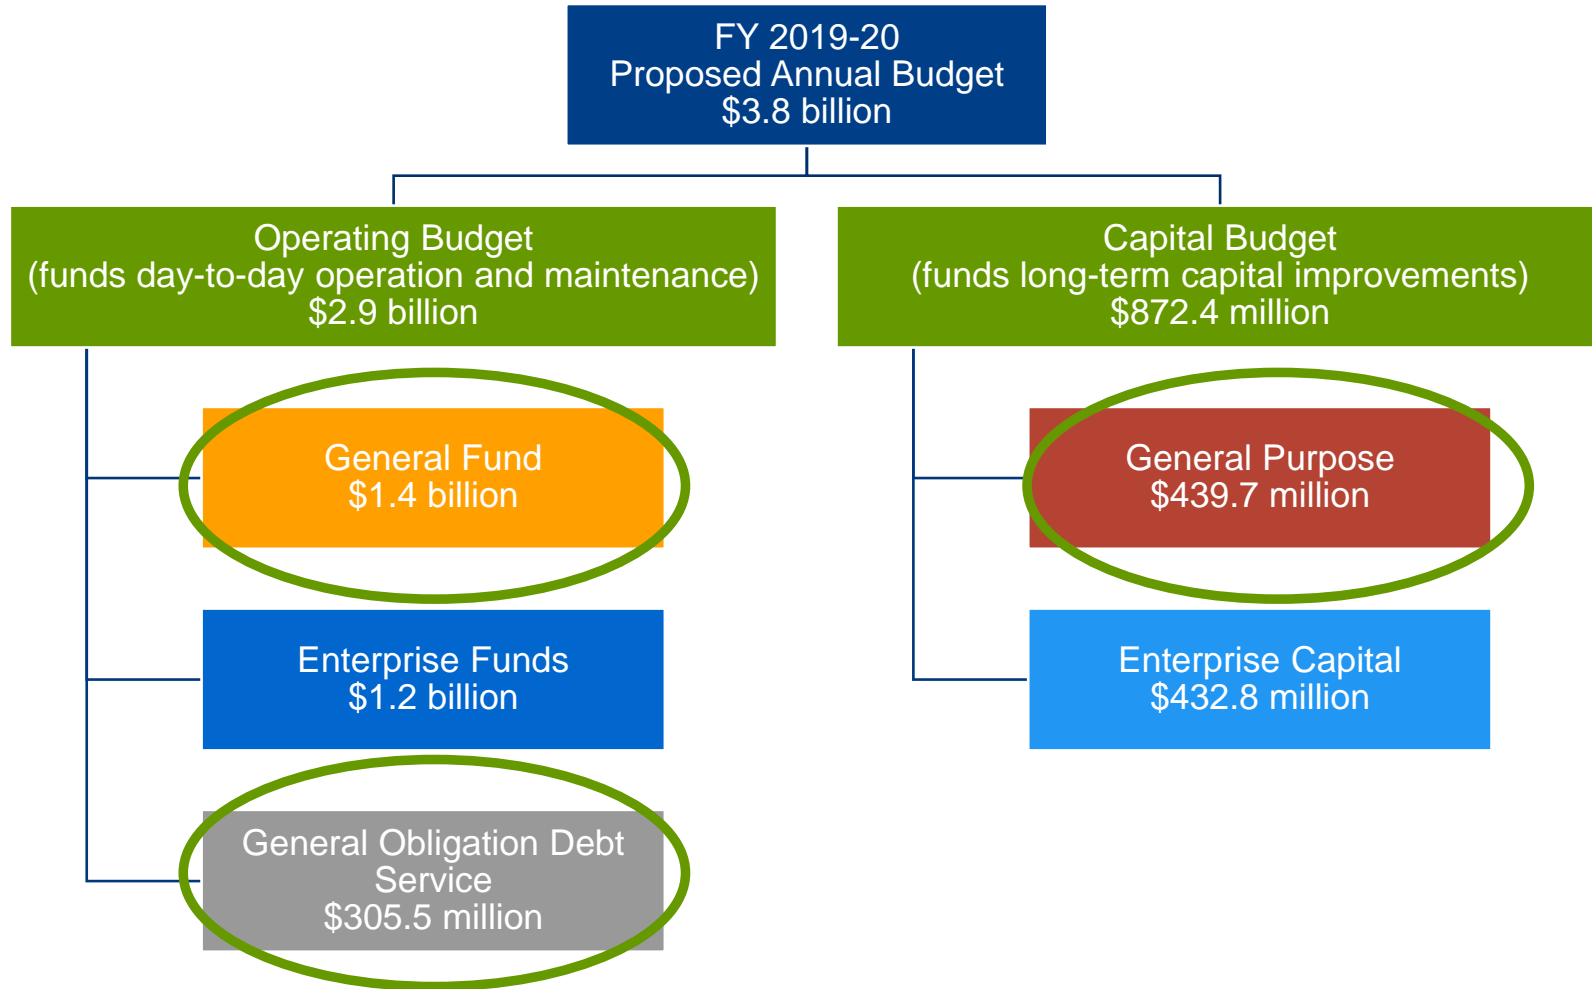 FY 2019-20
Proposed Annual Budget
$3.8 billion
Operating Budget
(funds day-to-day operation and maintenance)
$2.9 billion
Capital Budget
(funds long-term capital improvements)
$872.4 million
General Fund
$1.4 billion
General Purpose
$439.7 million
Enterprise Funds
$1.2 billion
Enterprise Capital
$432.8 million
General Obligation Debt
Service
$305.5 million